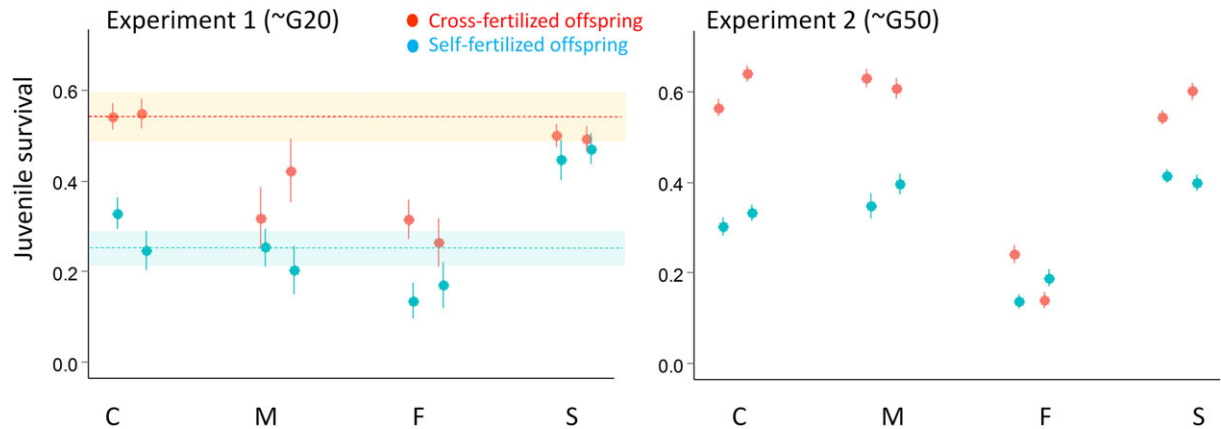 Experiment 1 (~G20)
Cross-fertilized offspring
Self-fertilized offspring
Experiment 2 (~G50)
Juvenile survival
0.6
0.4
0.2
0.0
C M F S
0.6
0.4
0.2
0.0
C M F S